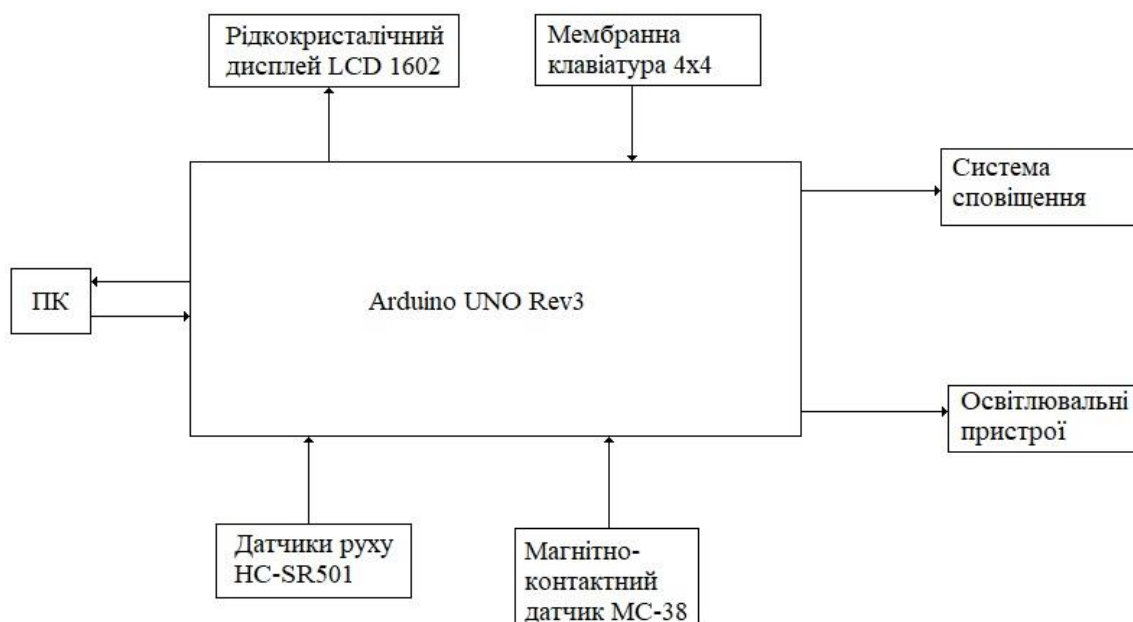 Рідкокристалічний
дисплей LCD 1602
Мембранна
клавіатура 4x4
Система
сповіщення
ПК
Arduino UNO Rev3
Освітлювальні
пристрої
Датчики руху
HC-SR501
Магнітно-
контактний
датчик MC-38